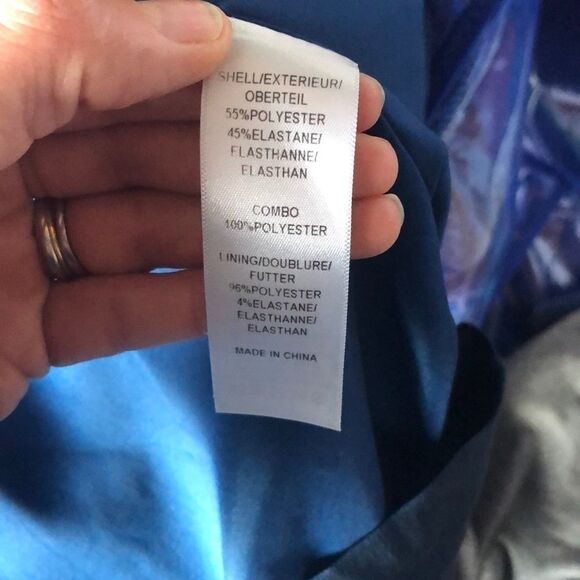 SHELL/EXTERIEUR/
OBERTEIL
55%POLYESTER
45%ELASTANE/
ELASTHANNE/
ELASTHAN
COMBO
100%POLYESTER
LINING/DOUBLURE/
FUTTER
96%POLYESTER
4%ELASTANE/
ELASTHANNE/
ELASTHAN
MADE IN CHINA